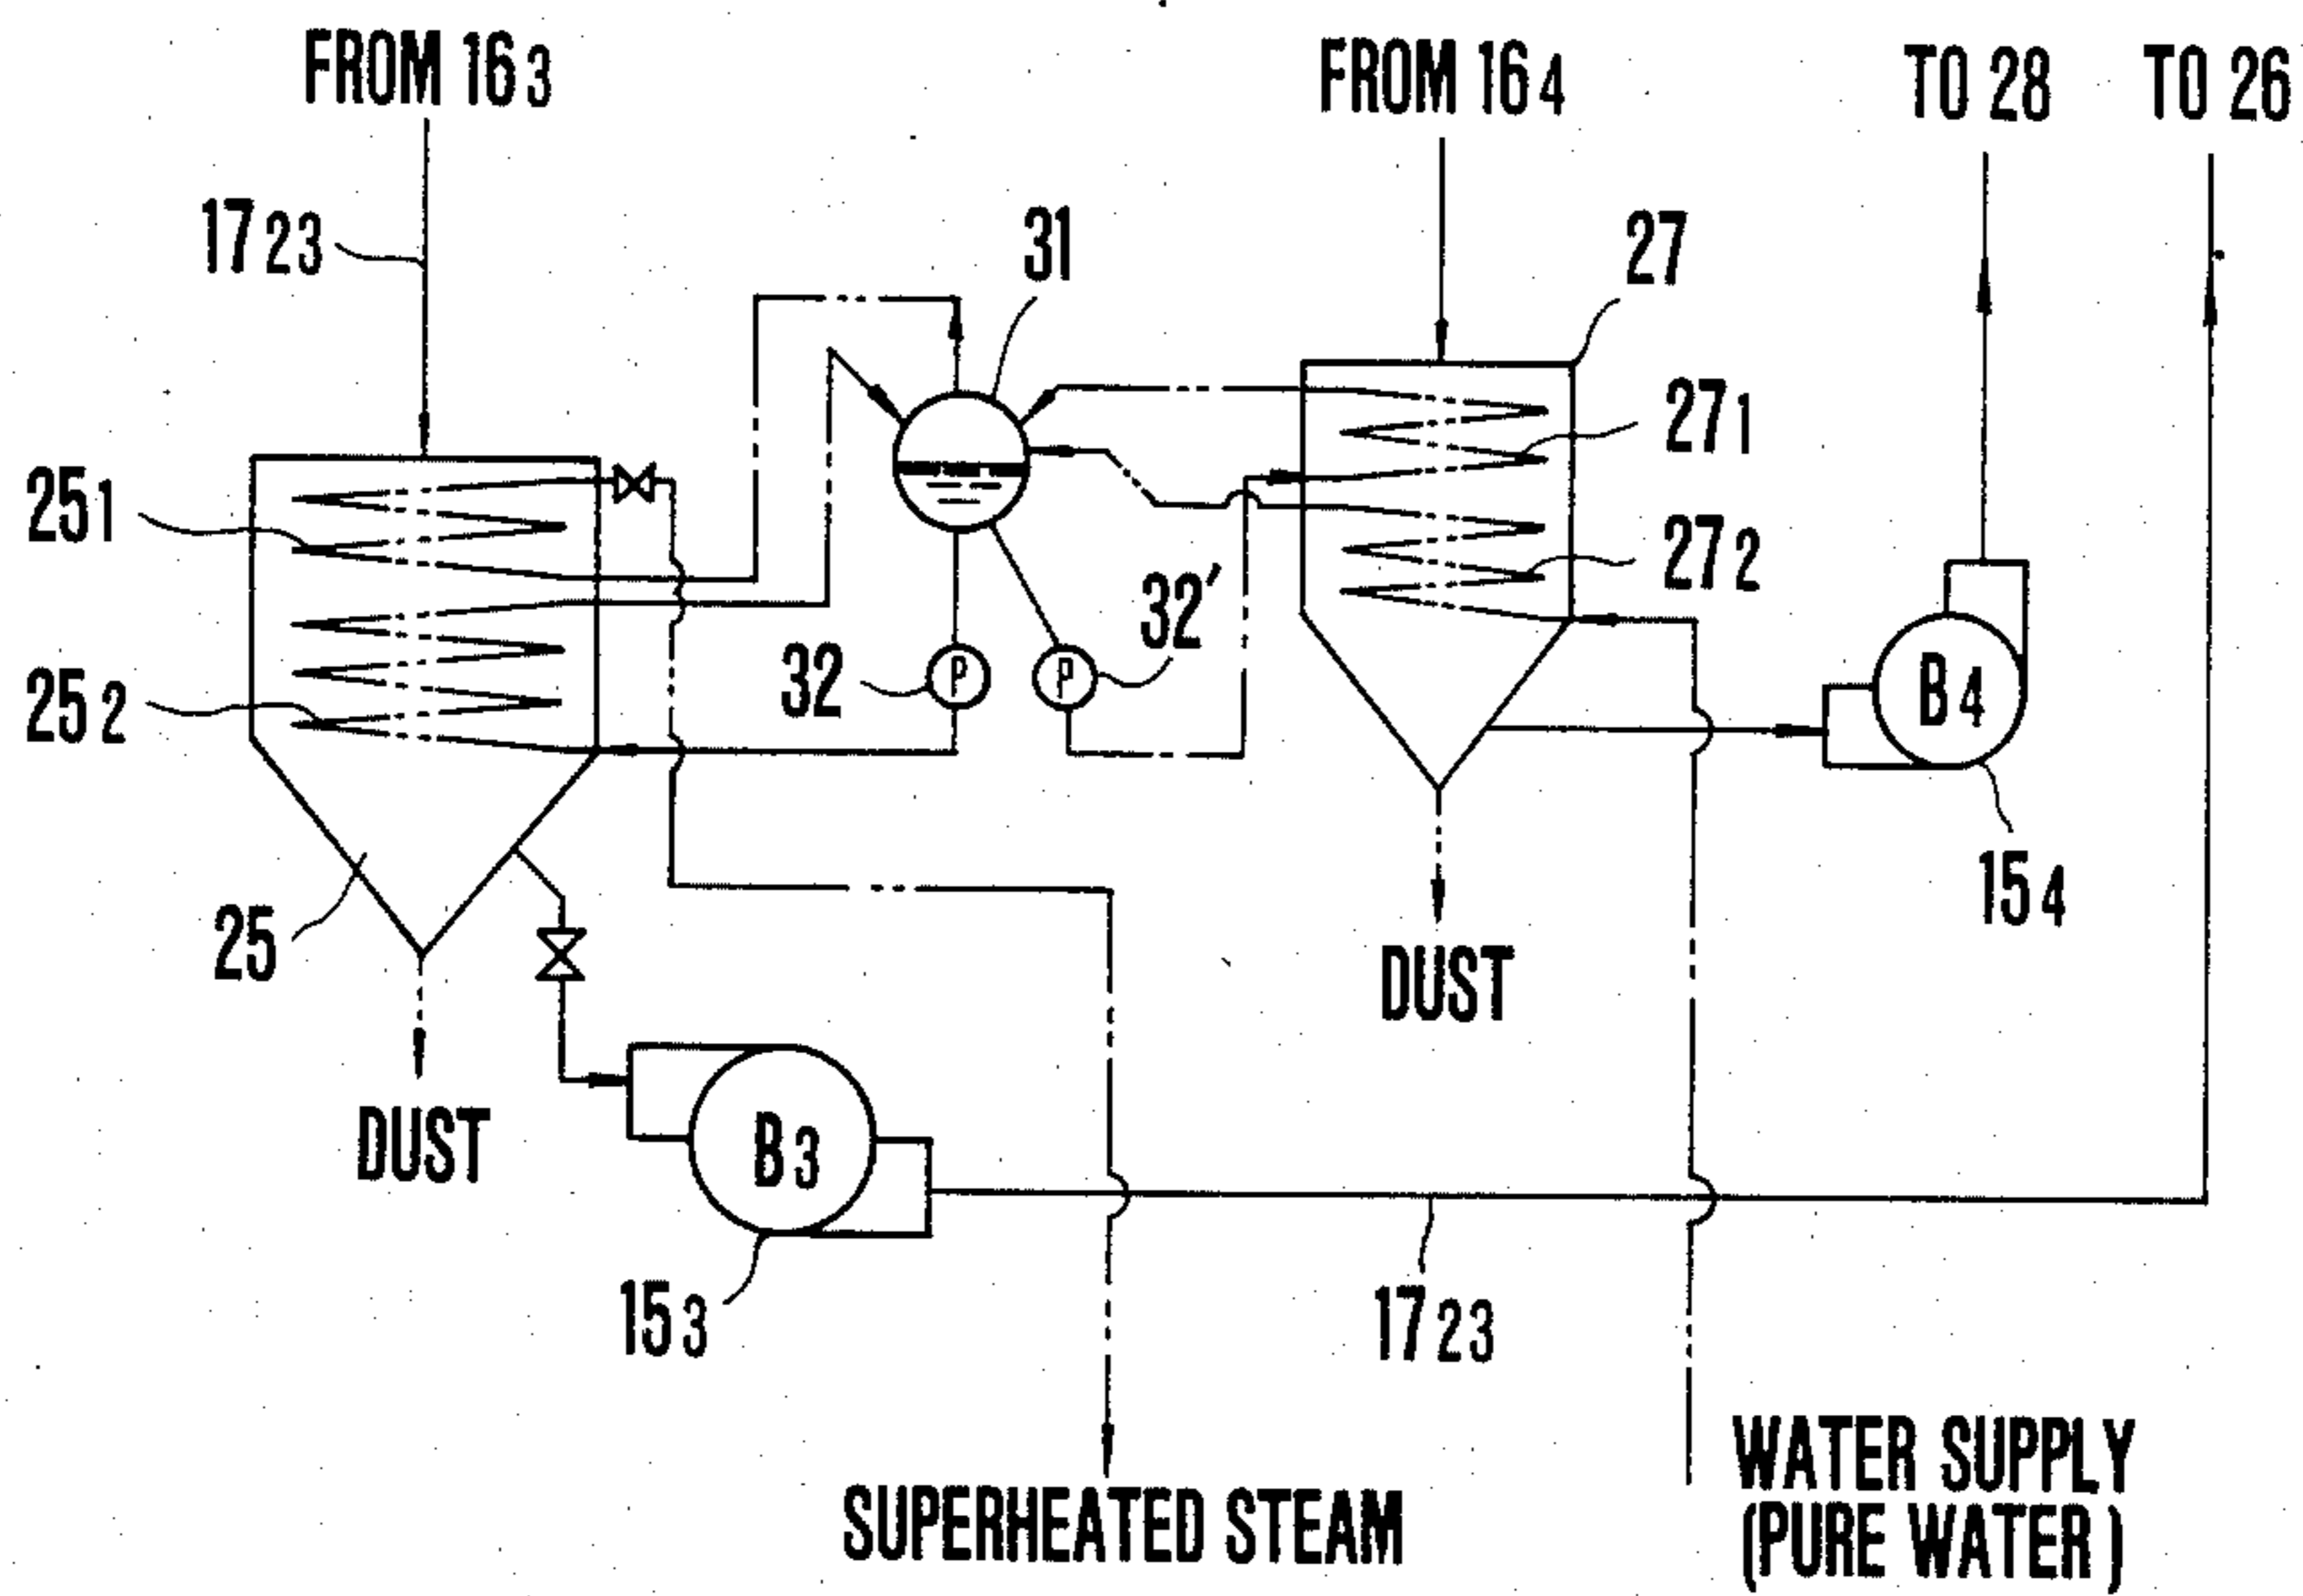 FROM 163
FROM 164
TO 28
TO 26
1723
31
27
251
271
272
32'
32
252
P
P
B4
154
25
DUST
DUST
B3
153
1723
SUPERHEATED STEAM
WATER SUPPLY
(PURE WATER)